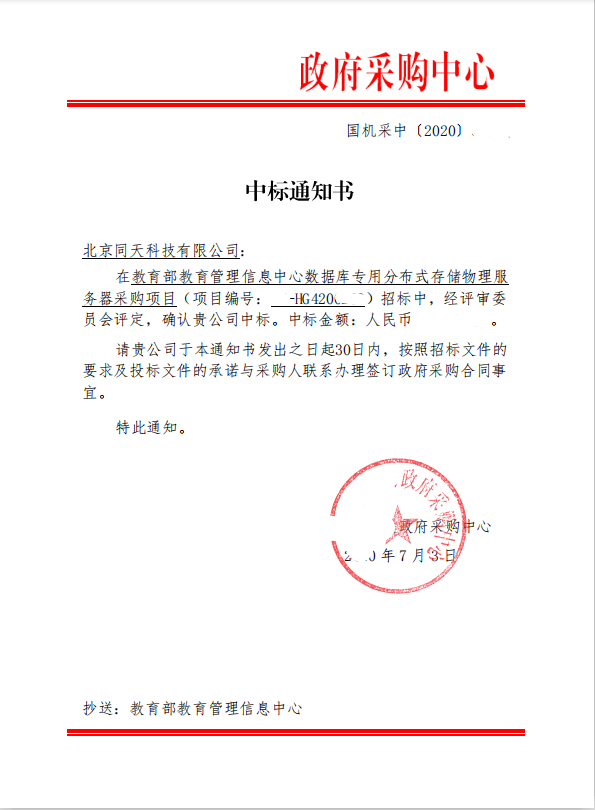 政府采购中心
国机采中〔2020〕
中标通知书
北京同天科技有限公司：
在教育部教育管理信息中心数据库专用分布式存储物理服
务器采购项目（项目编号： -HG420 ）招标中，经评审委
员会评定，确认贵公司中标。中标金额：人民币 。
请贵公司于本通知书发出之日起30日内，按照招标文件的
要求及投标文件的承诺与采购人联系办理签订政府采购合同事
宜。
特此通知。
政府采购中心
政府采购中心
年7月3日
抄送：教育部教育管理信息中心